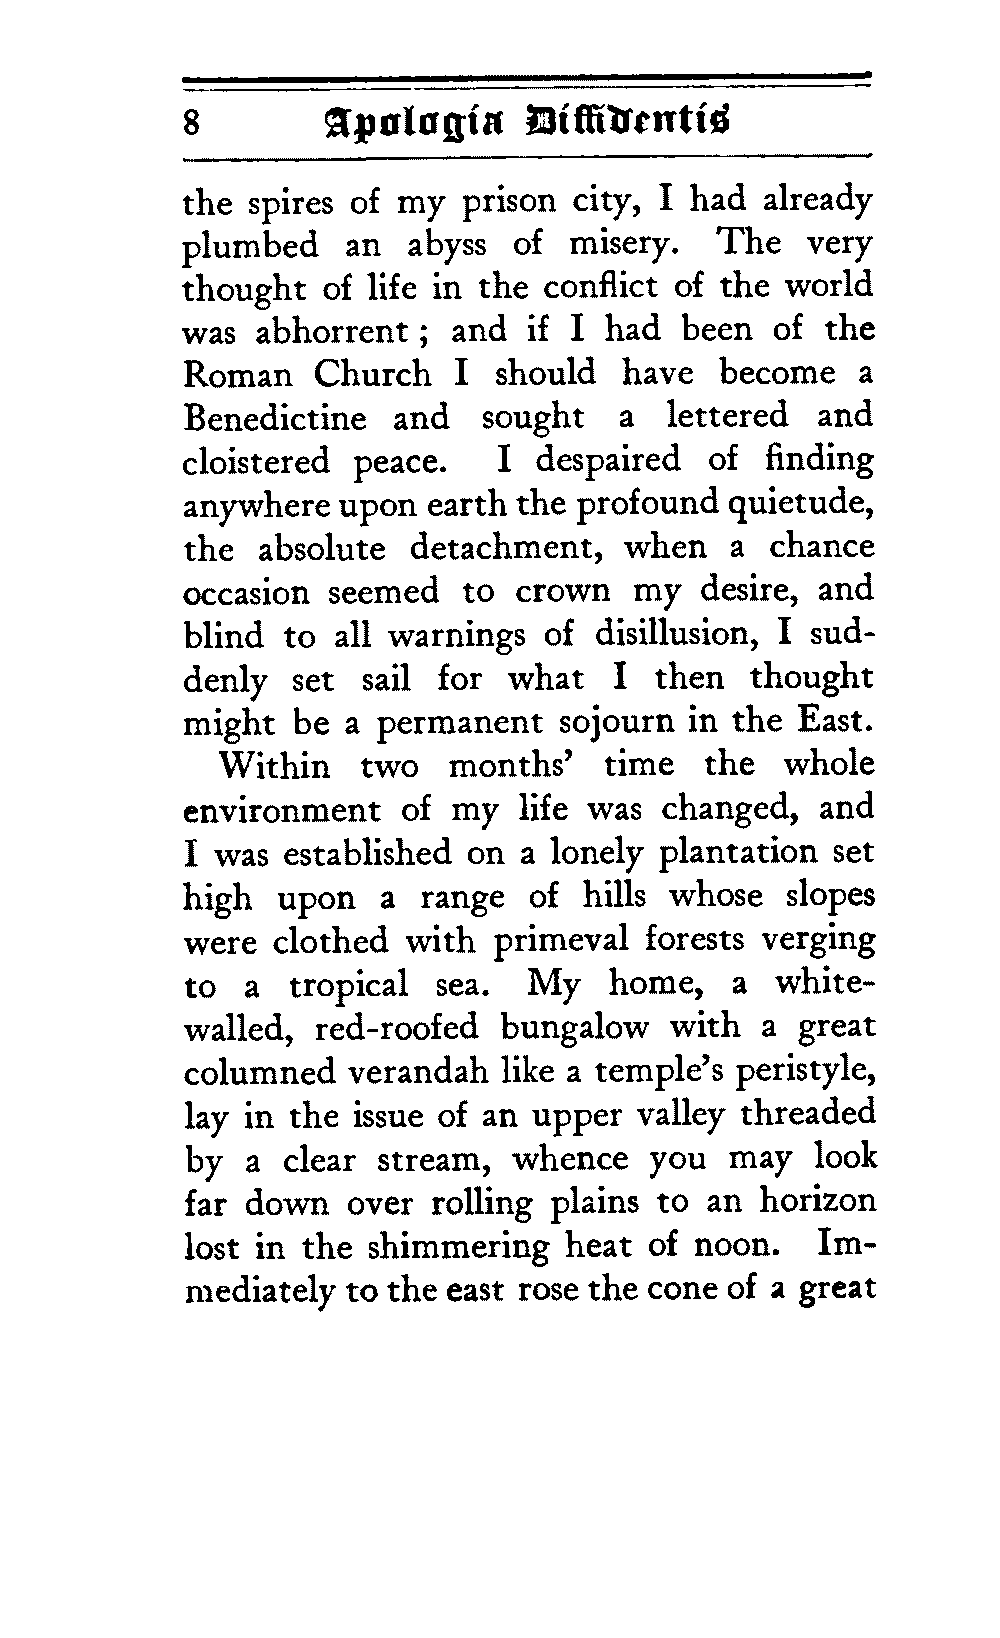 8 Apologia Diffidentis
the spires of my prison city, I had already
plumbed an abyss of misery. The very
thought of life in the conflict of the world
was abhorrent ; and if I had been of the
Roman Church I should have become a
Benedictine and sought a lettered and
cloistered peace. I despaired of finding
anywhere upon earth the profound quietude,
the absolute detachment, when a chance
occasion seemed to crown my desire, and
blind to all warnings of disillusion, I sud-
denly set sail for what I then thought
might be a permanent sojourn in the East.
Within two months’ time the whole
environment of my life was changed, and
I was established on a lonely plantation set
high upon a range of hills whose slopes
were clothed with primeval forests verging
to a tropical sea. My home, a white-
walled, red-roofed bungalow with a great
columned verandah like a temple’s peristyle,
lay in the issue of an upper valley threaded
by a clear stream, whence you may look
far down over rolling plains to an horizon
lost in the shimmering heat of noon. Im-
mediately to the east rose the cone of a great